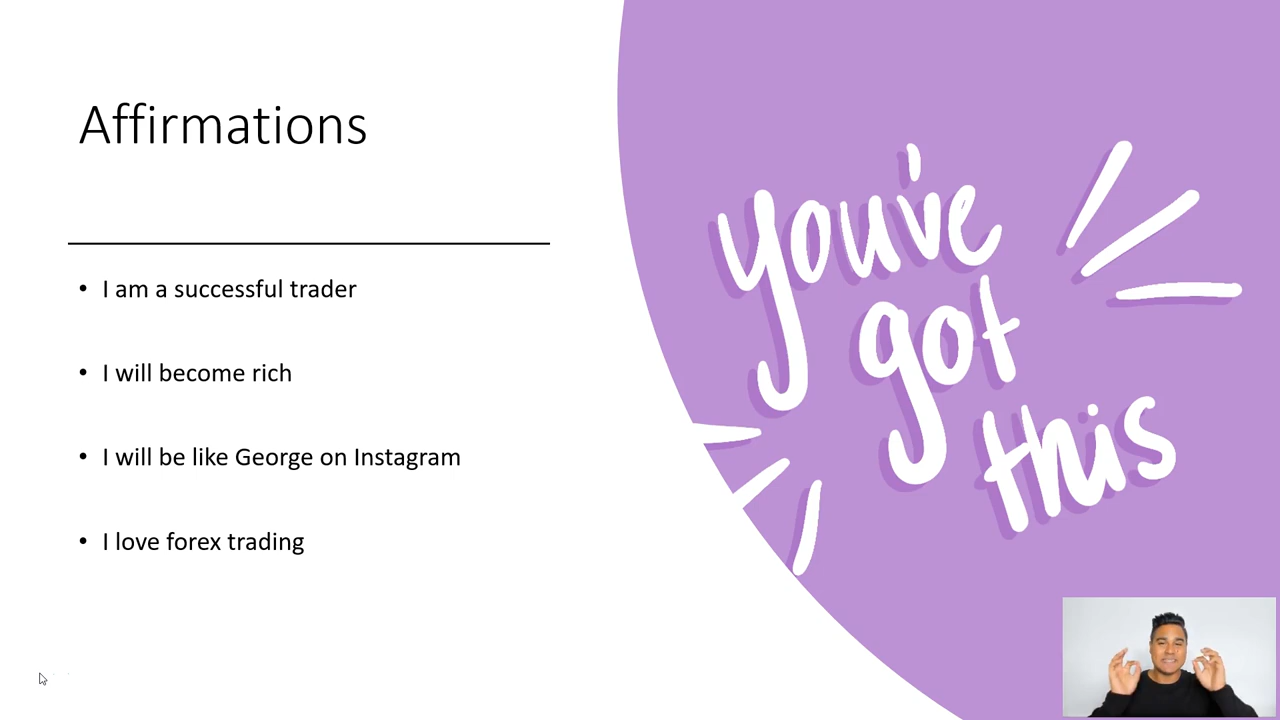 Affirmations
• I am a successful trader
• I will become rich
• I will be like George on Instagram
• I love forex trading
you've
got
this